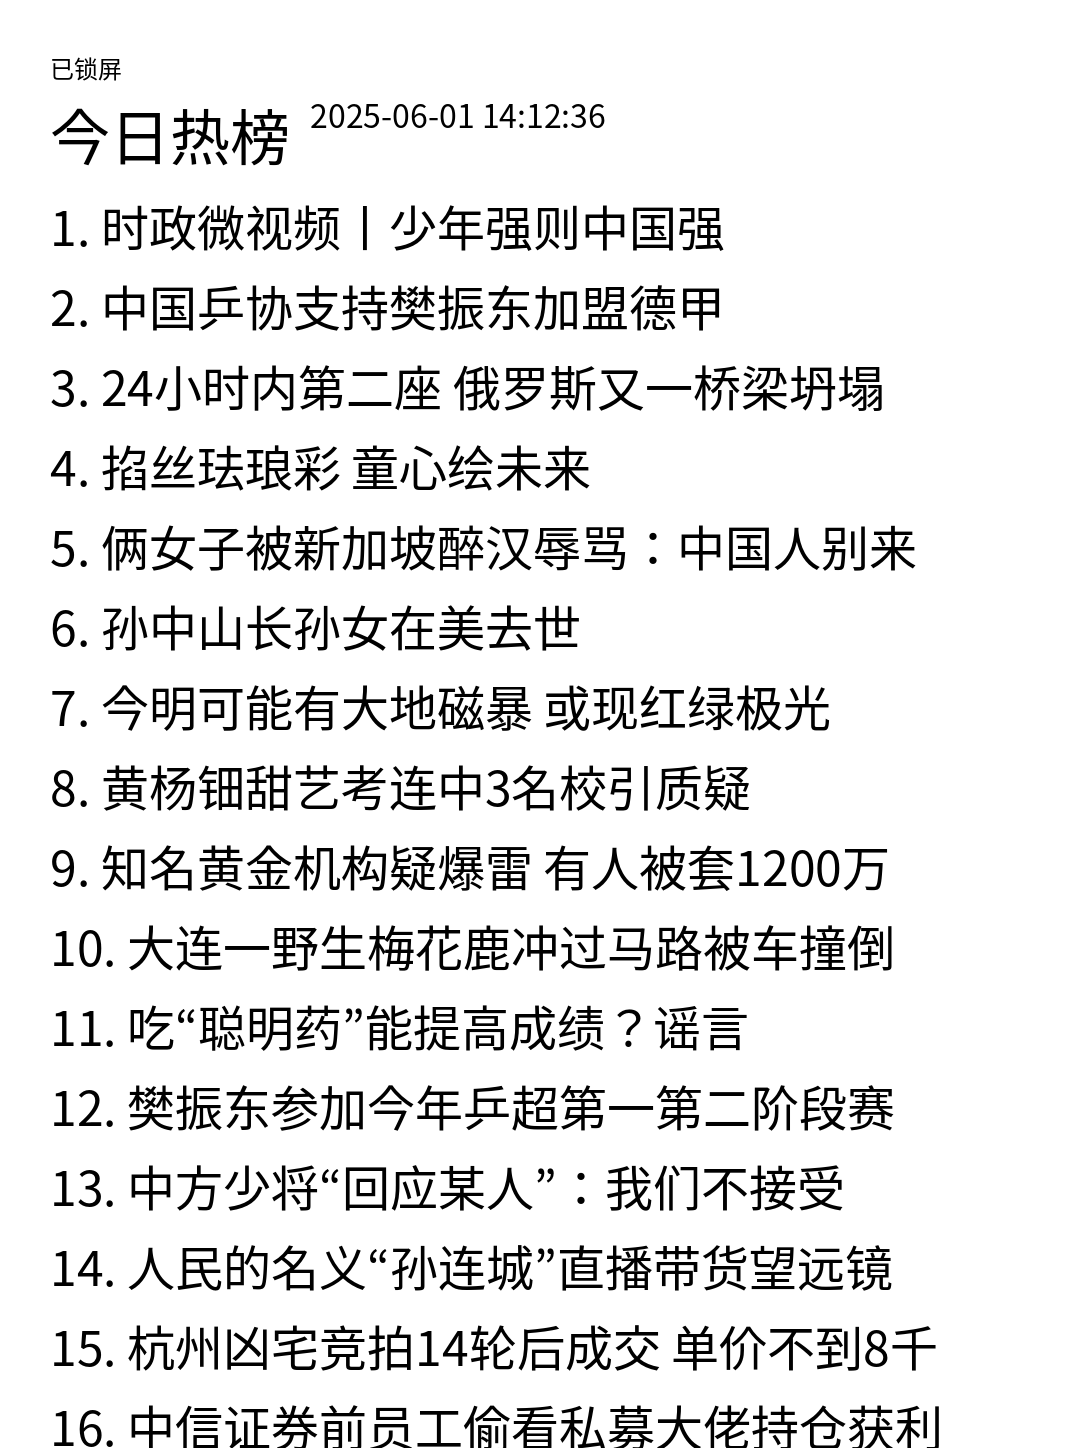 已锁屏
今日热榜 2025-06-01 14:12:36
1. 时政微视频丨少年强则中国强
2. 中国乒协支持樊振东加盟德甲
3. 24小时内第二座 俄罗斯又一桥梁坍塌
4. 掐丝珐琅彩 童心绘未来
5. 俩女子被新加坡醉汉辱骂：中国人别来
6. 孙中山长孙女在美去世
7. 今明可能有大地磁暴 或现红绿极光
8. 黄杨钿甜艺考连中3名校引质疑
9. 知名黄金机构疑爆雷 有人被套1200万
10. 大连一野生梅花鹿冲过马路被车撞倒
11. 吃“聪明药”能提高成绩？谣言
12. 樊振东参加今年乒超第一第二阶段赛
13. 中方少将“回应某人”：我们不接受
14. 人民的名义“孙连城”直播带货望远镜
15. 杭州凶宅竞拍14轮后成交 单价不到8千
16. 中信证券前员工偷看私募大佬持仓获利